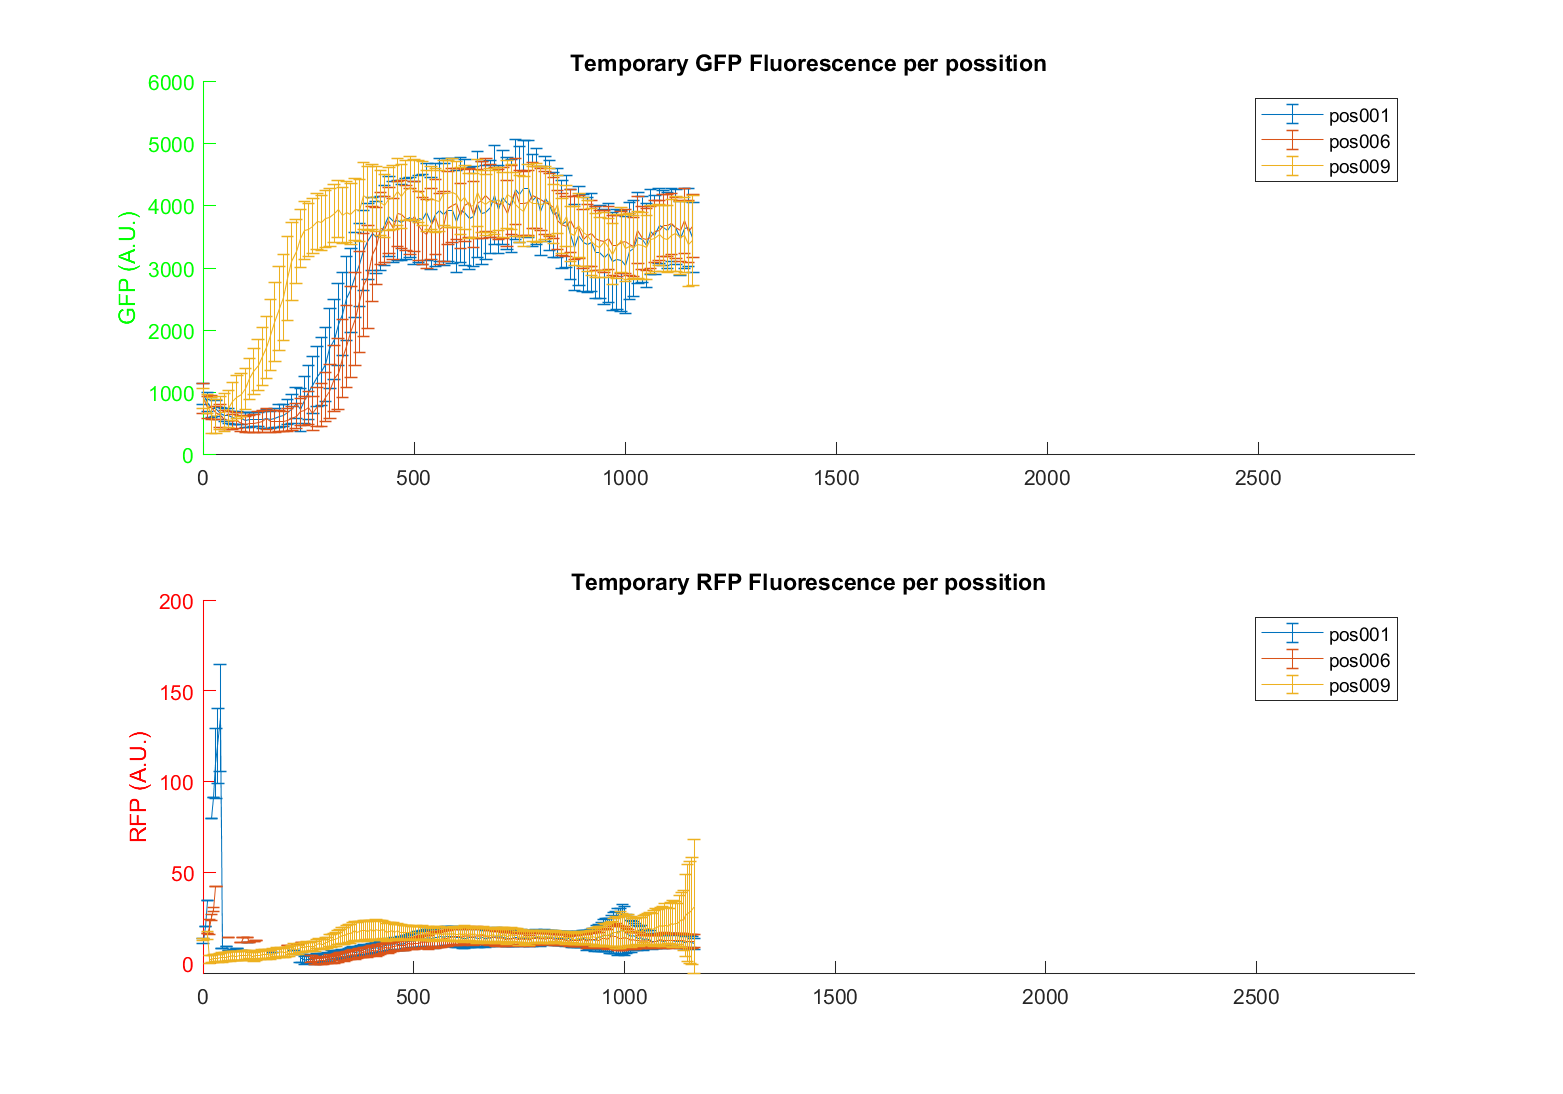 Temporary GFP Fluorescence per possition
6000
5000
4000
3000
2000
1000
0
GFP (A.U.)
0 500 1000 1500 2000 2500
pos001
pos006
pos009
Temporary RFP Fluorescence per possition
200
150
100
50
0
RFP (A.U.)
0 500 1000 1500 2000 2500
pos001
pos006
pos009